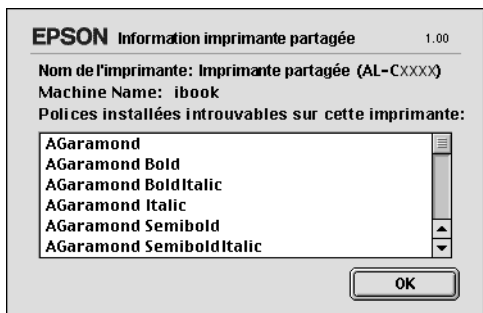 EPSON Information imprimante partagée 1.00
Nom de l'imprimante: Imprimante partagée (AL-CXXXX)
Machine Name: ibook
Polices installées introuvables sur cette imprimante:
AGaramond
AGaramond Bold
AGaramond BoldItalic
AGaramond Italic
AGaramond Semibold
AGaramond SemiboldItalic
OK